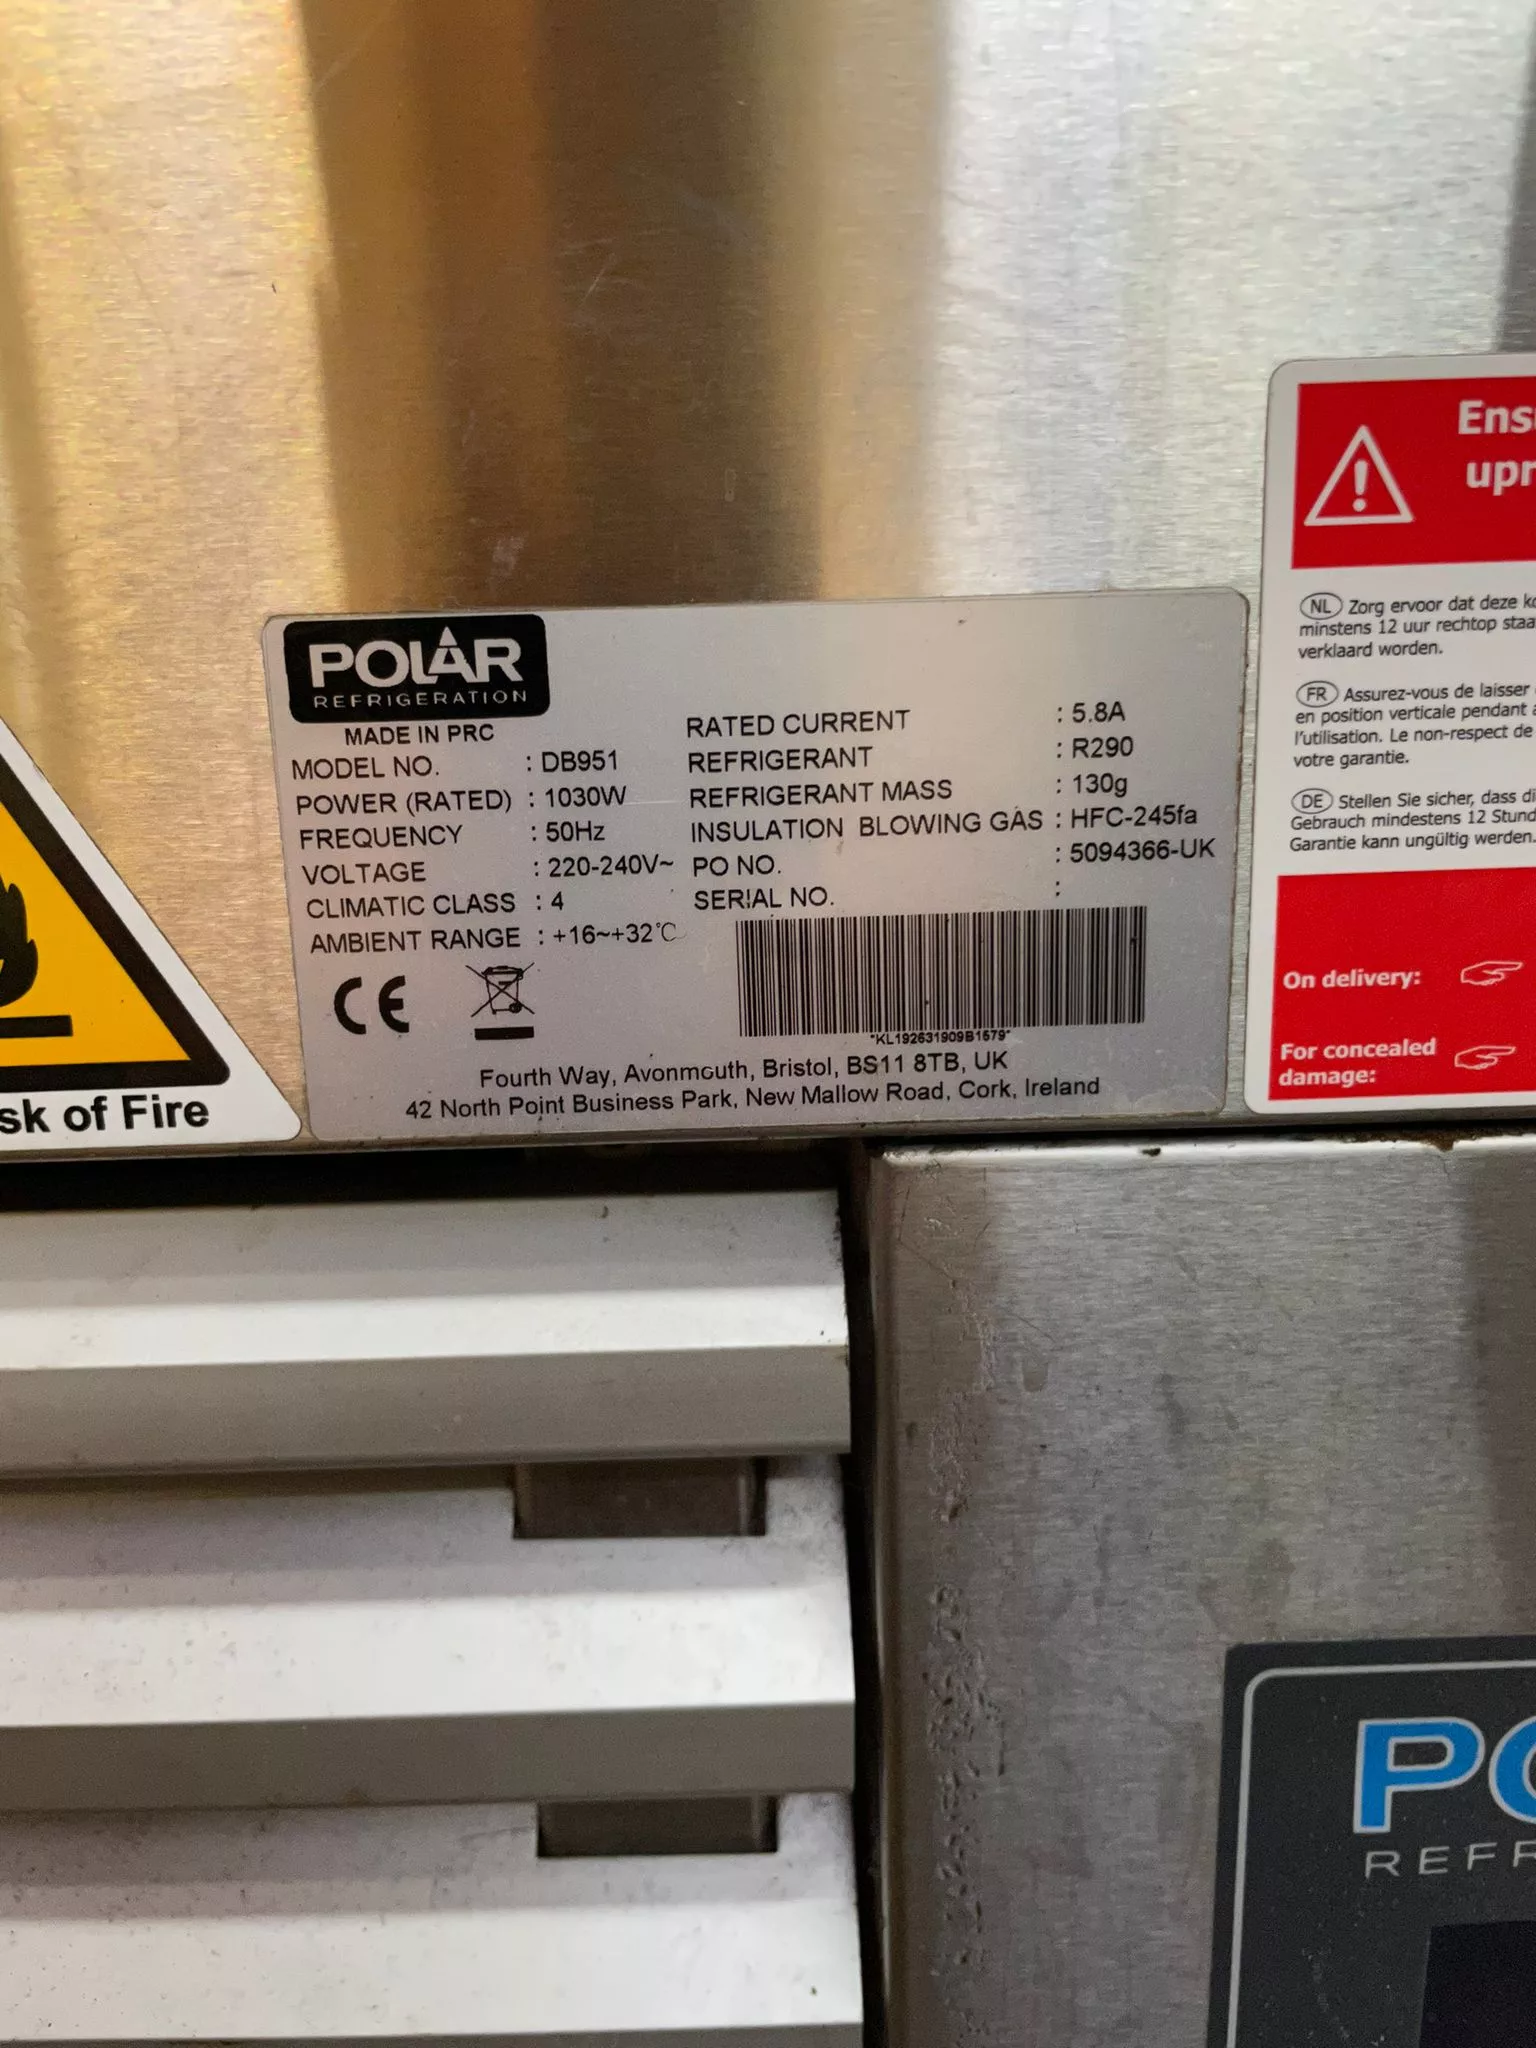 POLAR
REFRIGERATION
MADE IN PRC
MODEL NO. : DB951
POWER (RATED) : 1030W
FREQUENCY : 50Hz
VOLTAGE : 220-240V~
CLIMATIC CLASS : 4
AMBIENT RANGE : +16~+32℃
CE
RATED CURRENT : 5.8A
REFRIGERANT : R290
REFRIGERANT MASS : 130g
INSULATION BLOWING GAS : HFC-245fa
PO NO. : 5094366-UK
SERIAL NO. :
*KL192631909B1579*
Fourth Way, Avonmouth, Bristol, BS11 8TB, UK
42 North Point Business Park, New Mallow Road, Cork, Ireland
sk of Fire
Ens
upr
NL Zorg ervoor dat deze ko
minstens 12 uur rechtop staa
verklaard worden.
FR Assurez-vous de laisser
en position verticale pendant a
l'utilisation. Le non-respect de
votre garantie.
DE Stellen Sie sicher, dass di
Gebrauch mindestens 12 Stund
Garantie kann ungültig werden.
On delivery:
For concealed
damage:
PO
REFR